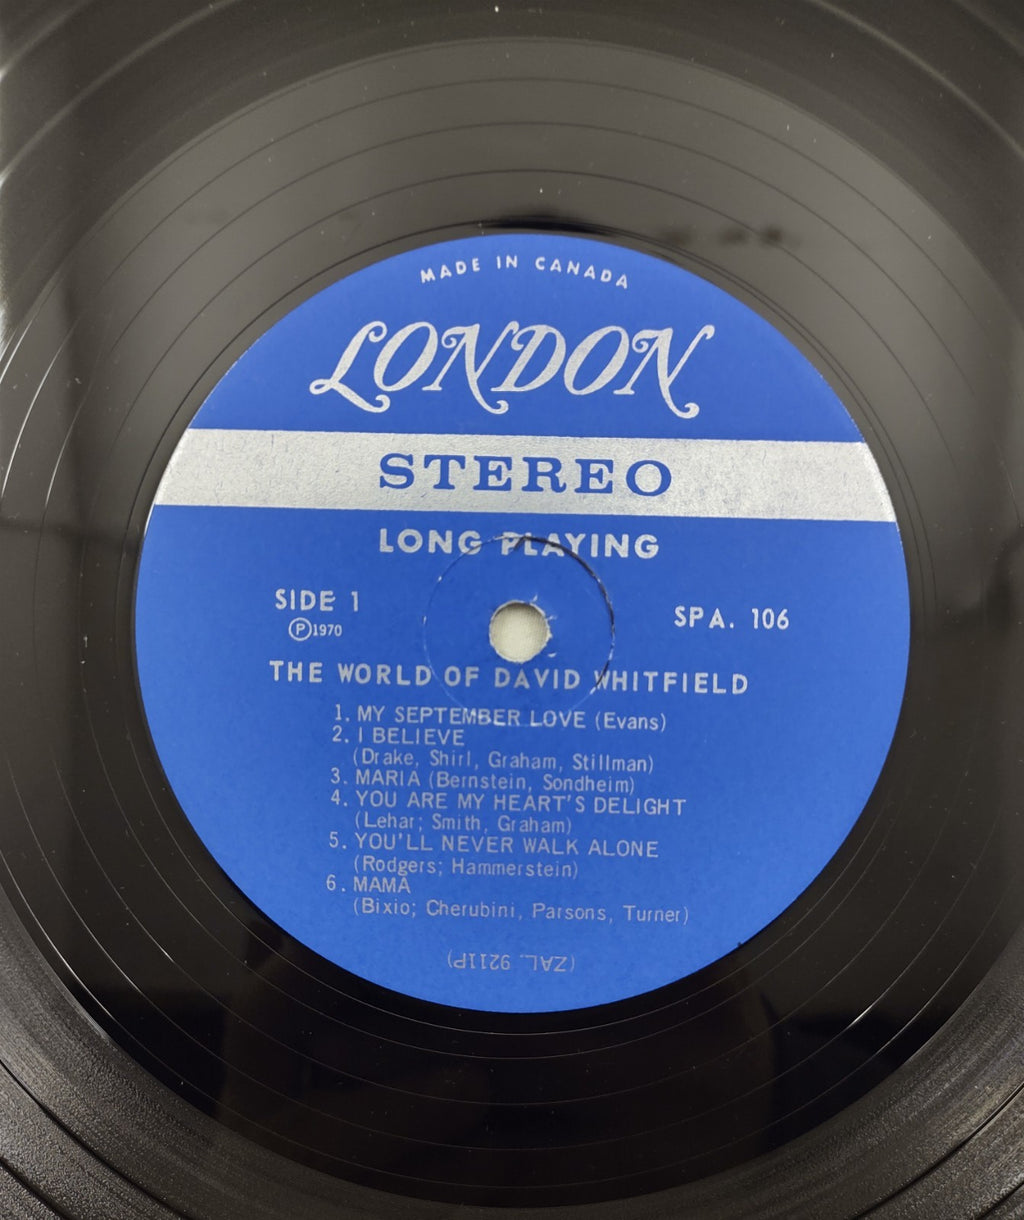 MADE IN CANADA
LONDON
STEREO
LONG PLAYING
SIDE 1
SPA. 106
Ⓟ1970
THE WORLD OF DAVID WHITFIELD
1. MY SEPTEMBER LOVE (Evans)
2. I BELIEVE
(Drake, Shirl, Graham, Stillman)
3. MARIA (Bernstein, Sondheim)
4. YOU ARE MY HEART'S DELIGHT
(Lehar; Smith, Graham)
5. YOU'LL NEVER WALK ALONE
(Rodgers; Hammerstein)
6. MAMA
(Bixio; Cherubini, Parsons, Turner)
(ZAL. 9211P)